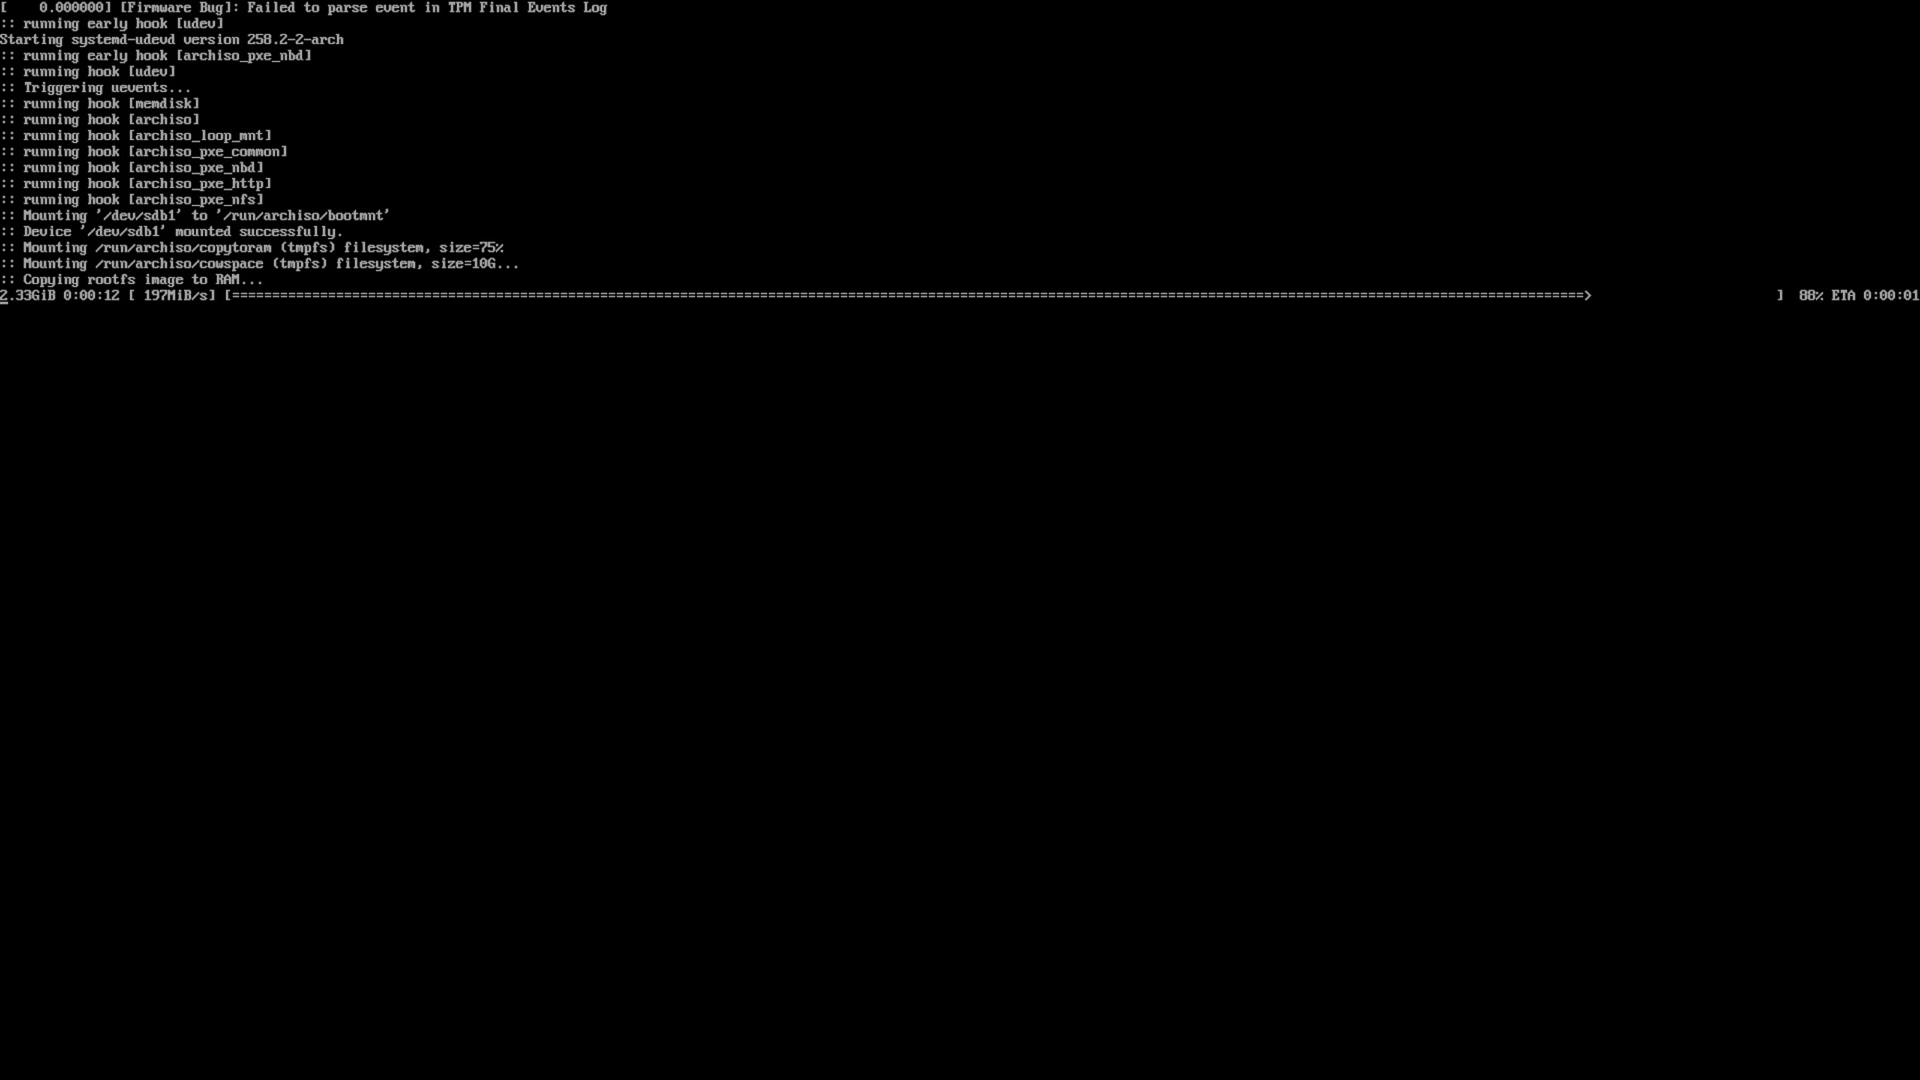 [    0.000000] [Firmware Bug]: Failed to parse event in TPM Final Events Log
:: running early hook [udev]
Starting systemd-udevd version 258.2-2-arch
:: running early hook [archiso_pxe_nbd]
:: running hook [udev]
:: Triggering uevents...
:: running hook [memdisk]
:: running hook [archiso]
:: running hook [archiso_loop_mnt]
:: running hook [archiso_pxe_common]
:: running hook [archiso_pxe_nbd]
:: running hook [archiso_pxe_http]
:: running hook [archiso_pxe_nfs]
:: Mounting '/dev/sdb1' to '/run/archiso/bootmnt'
:: Device '/dev/sdb1' mounted successfully.
:: Mounting /run/archiso/copytoram (tmpfs) filesystem, size=75%
:: Mounting /run/archiso/cowspace (tmpfs) filesystem, size=10G...
:: Copying rootfs image to RAM...
2.33GiB 0:00:12 [ 197MiB/s] [=========================================================================================================================================================================>                       ]  88% ETA 0:00:01